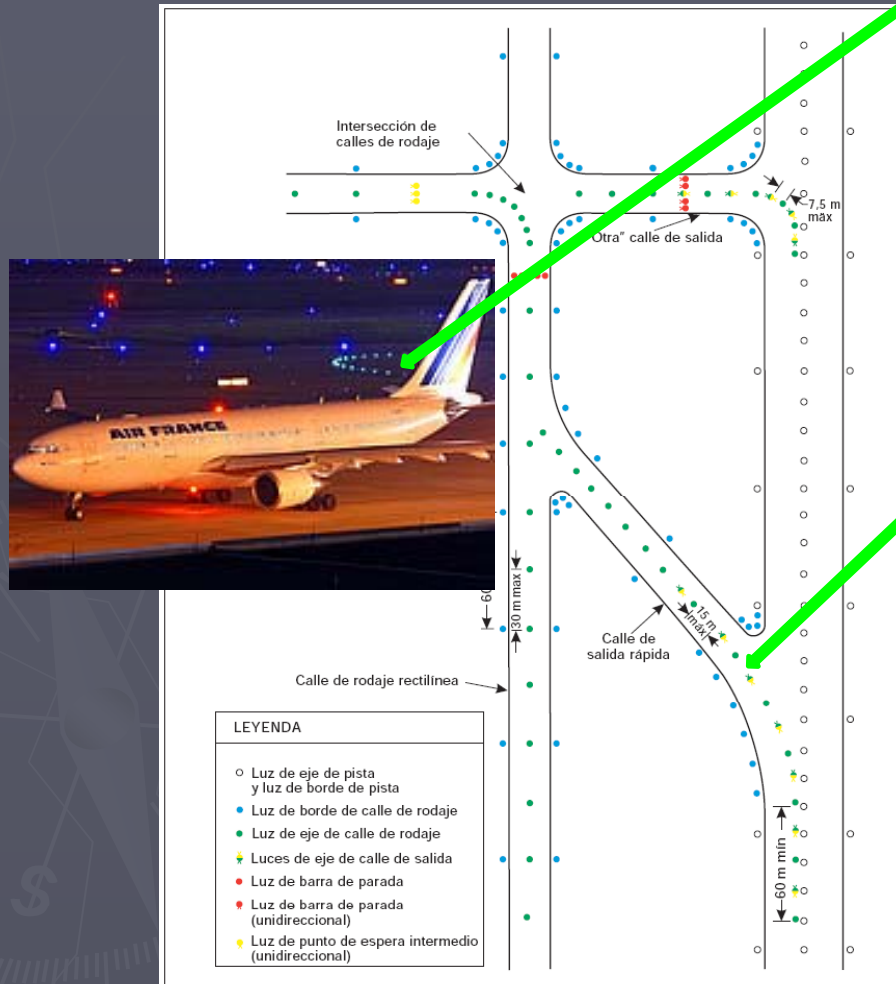 Intersección de
calles de rodaje
7,5 m
máx
Otra" calle de salida
AIR FRANCE
60
30 m max
15 m
máx
Calle de
salida rápida
Calle de rodaje rectilínea
60 m mín
LEYENDA
Luz de eje de pista
y luz de borde de pista
Luz de borde de calle de rodaje
Luz de eje de calle de rodaje
Luces de eje de calle de salida
Luz de barra de parada
Luz de barra de parada
(unidireccional)
Luz de punto de espera intermedio
(unidireccional)
S